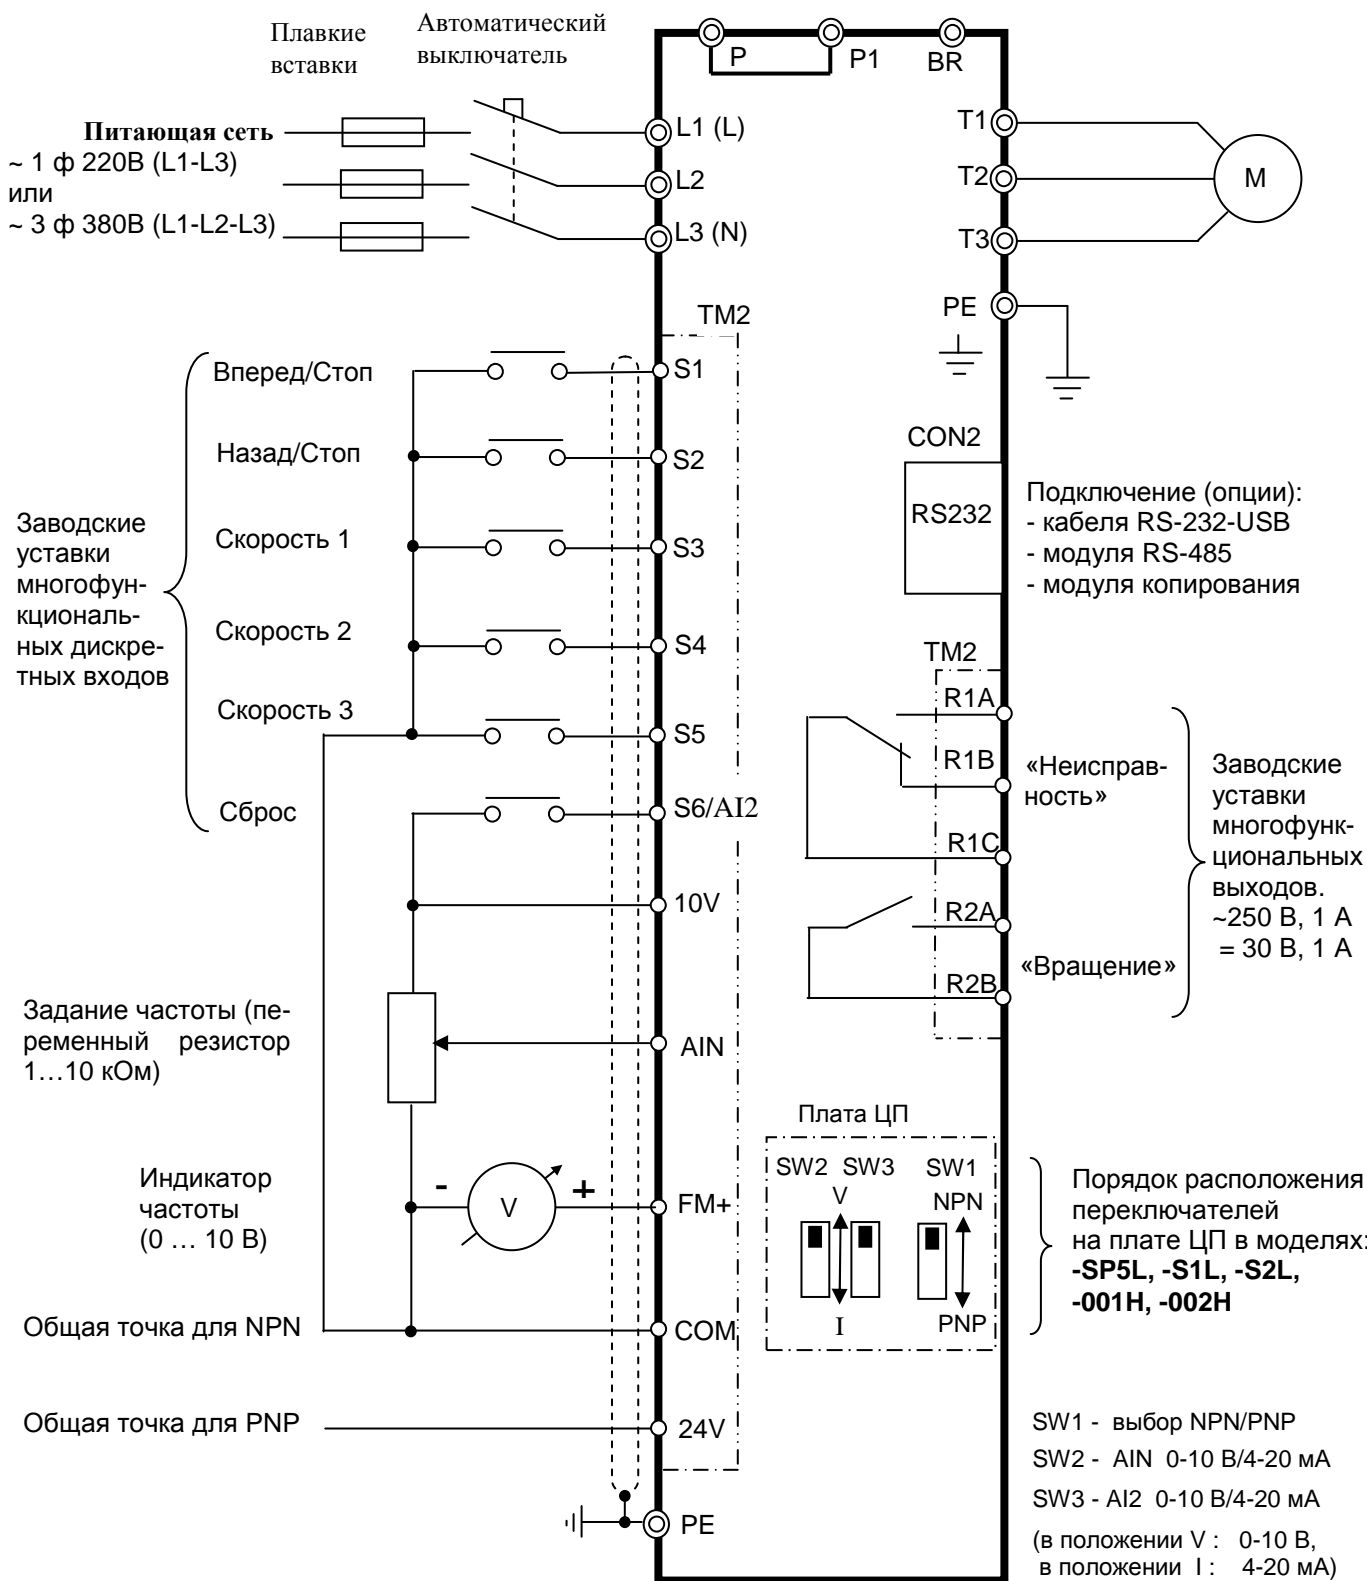 Плавкие
вставки
Автоматический
выключатель
P
P1
BR
Питающая сеть
~ 1 ф 220В (L1-L3)
или
~ 3 ф 380В (L1-L2-L3)
L1 (L)
L2
L3 (N)
T1
T2
T3
M
PE
TM2
Вперед/Стоп
S1
Назад/Стоп
S2
Скорость 1
S3
Скорость 2
S4
Скорость 3
S5
Сброс
S6/AI2
Заводские
уставки
многофун-
кциональ-
ных дискре-
тных входов
CON2
RS232
Подключение (опции):
- кабеля RS-232-USB
- модуля RS-485
- модуля копирования
TM2
R1A
R1B
R1C
R2A
R2B
«Неисправ-
ность»
«Вращение»
Заводские
уставки
многофунк-
циональных
выходов.
~250 В, 1 А
= 30 В, 1 А
10V
Задание частоты (пе-
ременный резистор
1…10 кОм)
AIN
Индикатор
частоты
(0 … 10 В)
-
V
+
FM+
Общая точка для NPN
COM
Общая точка для PNP
24V
PE
Плата ЦП
SW2 SW3 SW1
V
NPN
I
PNP
Порядок расположения
переключателей
на плате ЦП в моделях:
-SP5L, -S1L, -S2L,
-001H, -002H
SW1 - выбор NPN/PNP
SW2 - AIN 0-10 В/4-20 мА
SW3 - AI2 0-10 В/4-20 мА
(в положении V : 0-10 В,
в положении I : 4-20 мА)